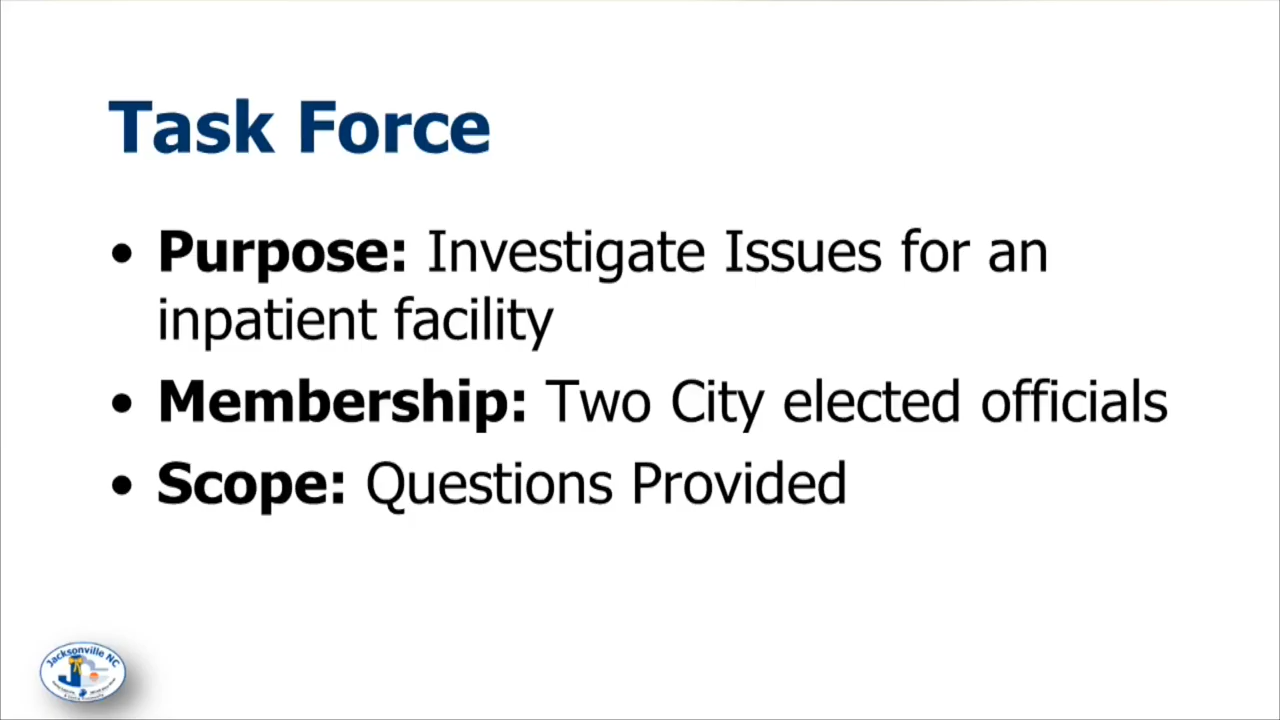 Task Force
• Purpose: Investigate Issues for an
inpatient facility
• Membership: Two City elected officials
• Scope: Questions Provided
Jacksonville NC